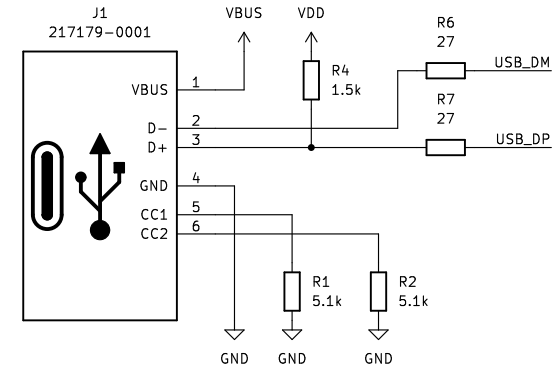 J1
217179-0001
VBUS
VDD
R6
27
USB_DM
R4
1.5k
VBUS
1
R7
27
D-
2
D+
3
USB_DP
GND
4
CC1
5
CC2
6
R1
5.1k
R2
5.1k
GND
GND
GND